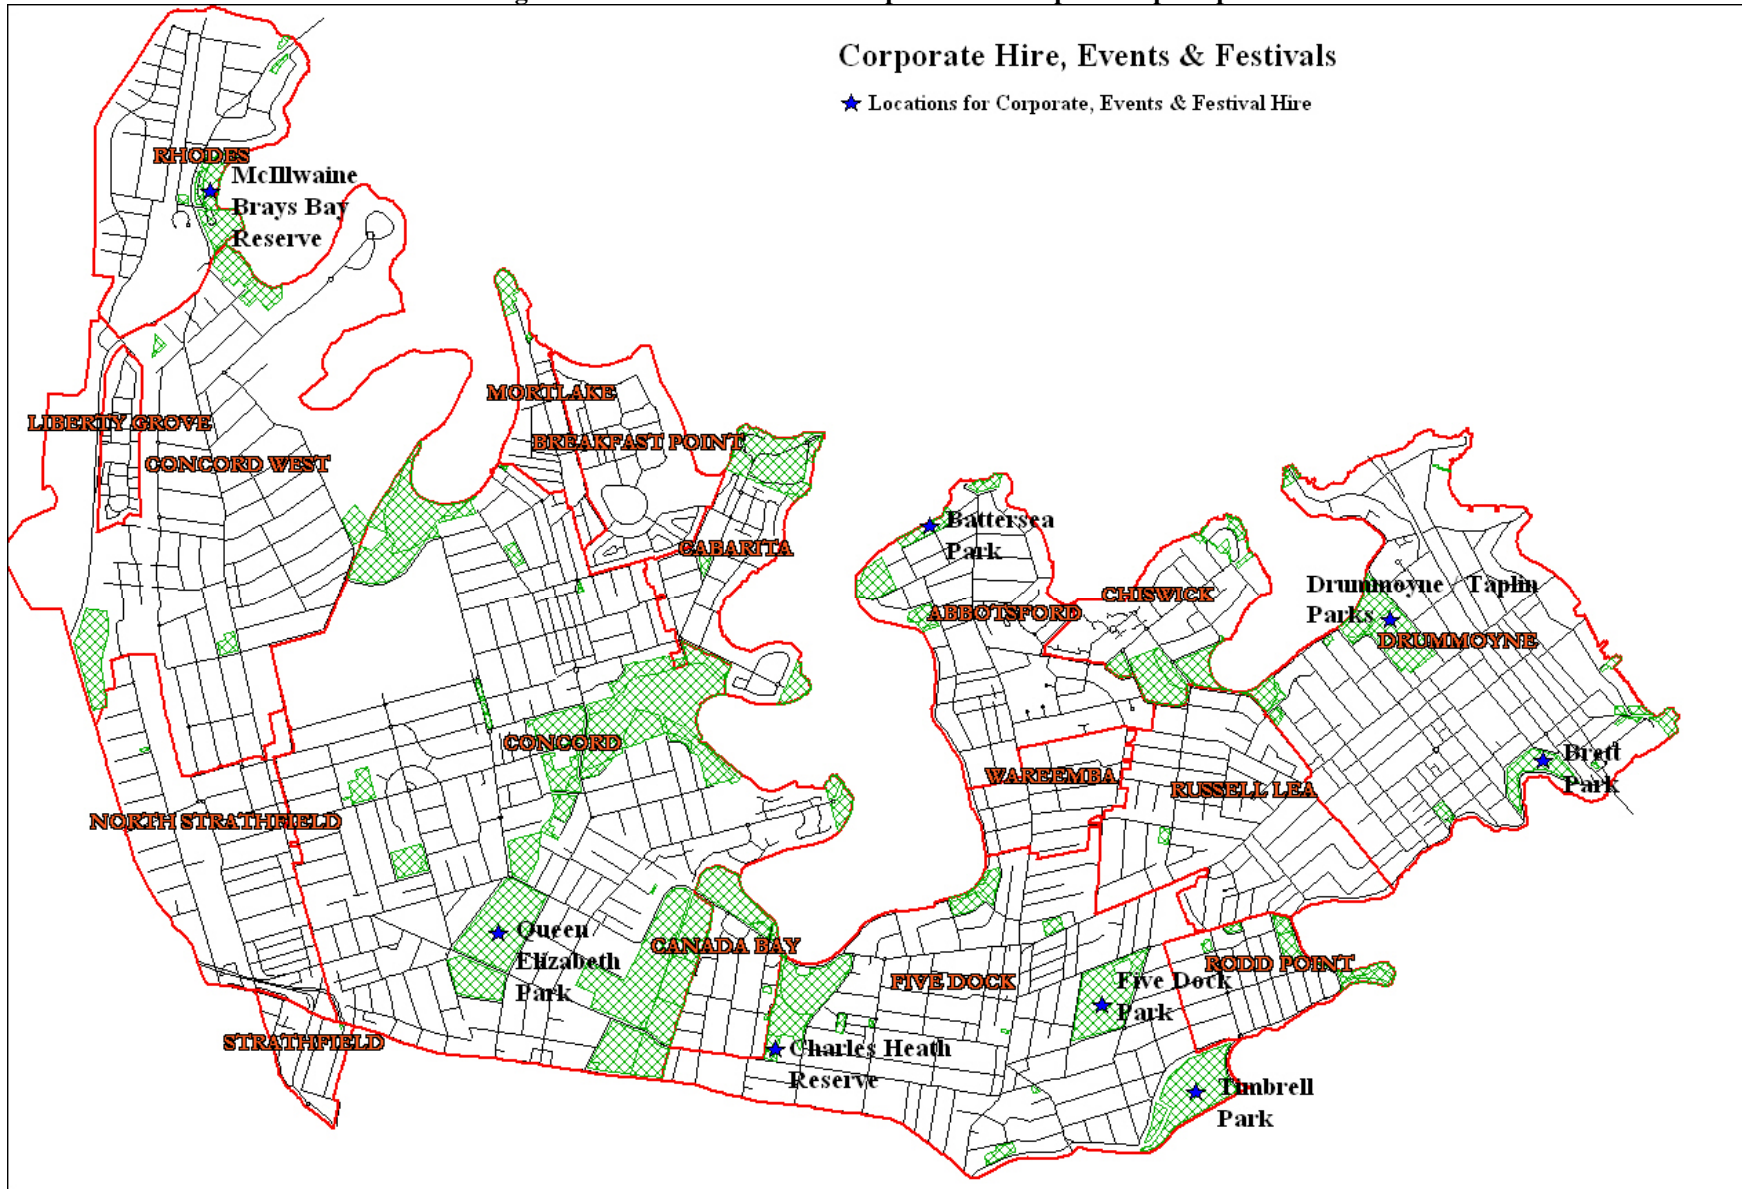 Corporate Hire, Events & Festivals
Locations for Corporate, Events & Festival Hire
RHODES
McIllwaine
Brays Bay
Reserve
MORTLAKE
LIBERTY GROVE
BREAKFAST POINT
CONCORD WEST
Battersea
Park
CABARITA
Drummoyne Taplin
Parks
CHISWICK
ABBOTSFORD
DRUMMOYNE
CONCORD
Brett
Park
WAREEMBA
RUSSELL LEA
NORTH STRATHFIELD
Queen
Elizabeth
Park
CANADA BAY
FIVE DOCK
RODD POINT
Five Dock
Park
STRATHFIELD
Charles Heath
Reserve
Timbrell
Park